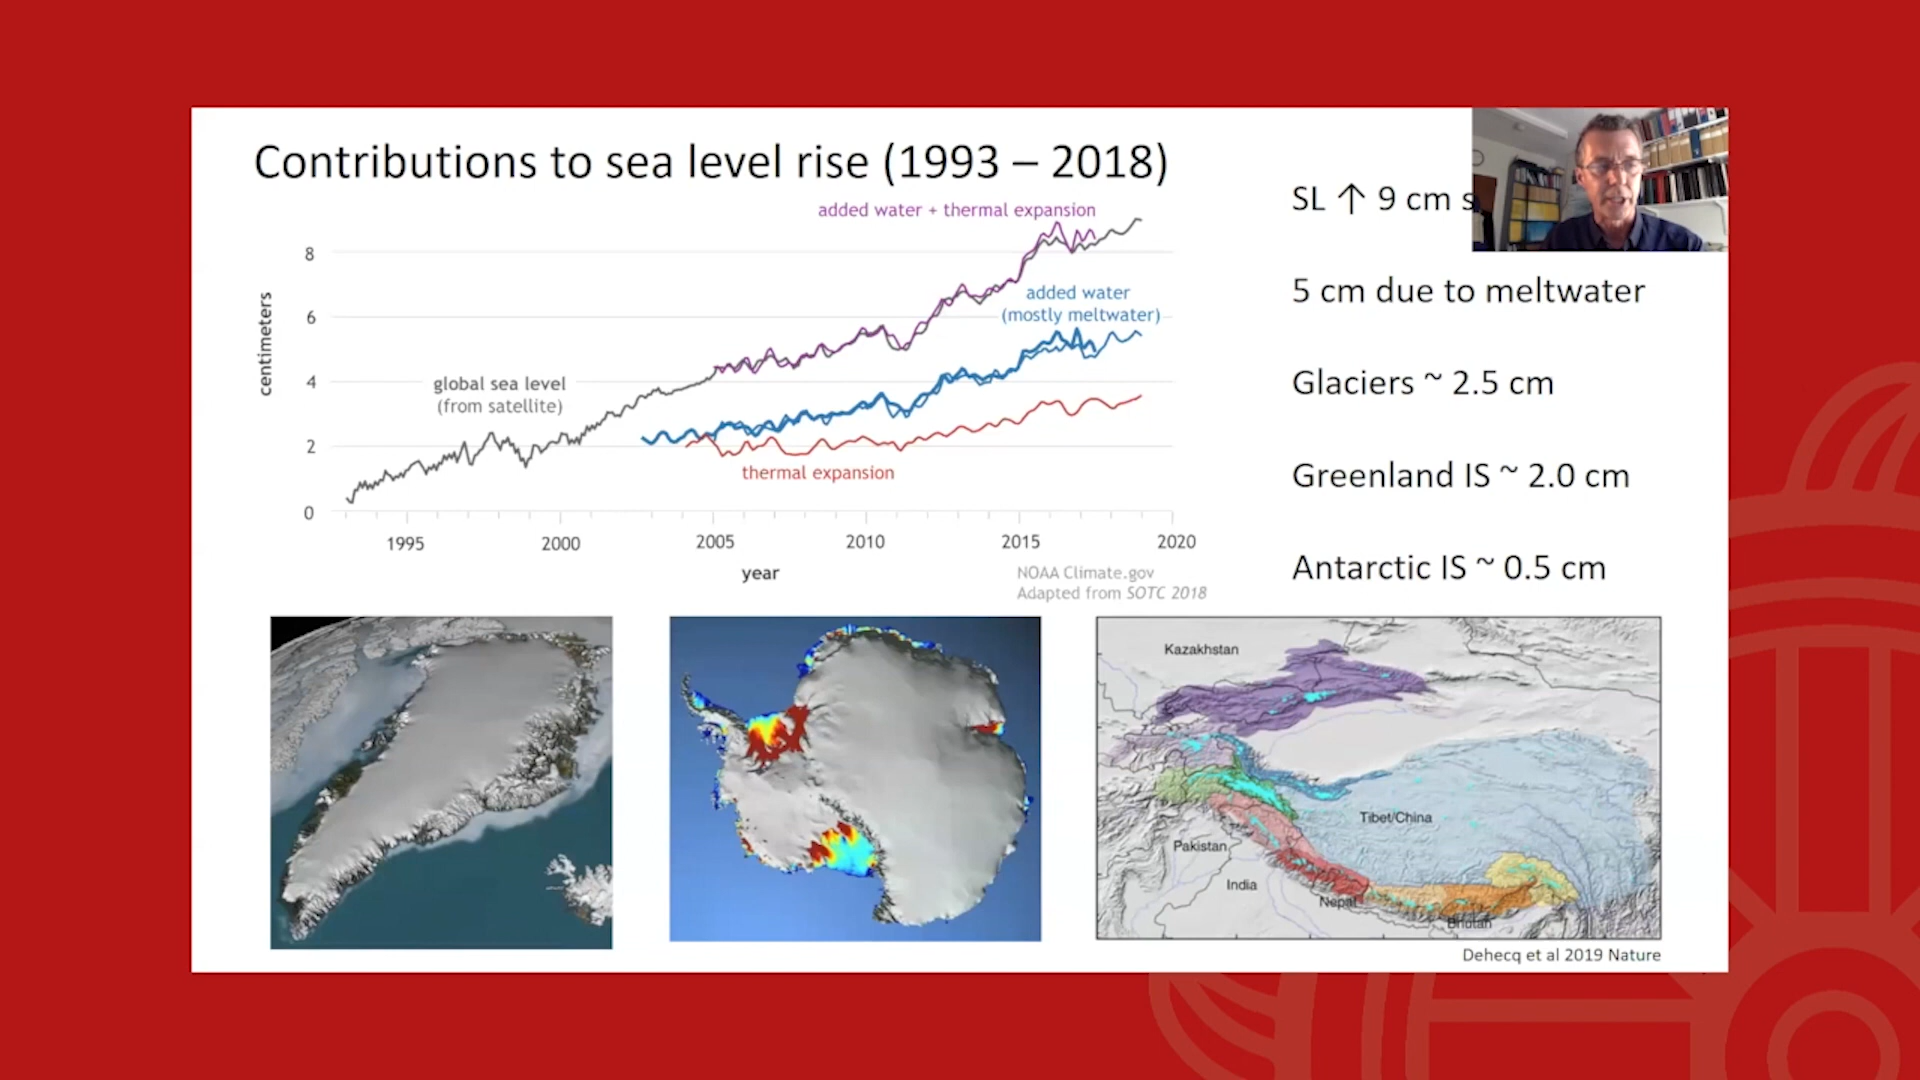 Contributions to sea level rise (1993 – 2018)
SL ↑ 9 cm
5 cm due to meltwater
Glaciers ~ 2.5 cm
Greenland IS ~ 2.0 cm
Antarctic IS ~ 0.5 cm
added water + thermal expansion
added water
(mostly meltwater)
global sea level
(from satellite)
thermal expansion
centimeters
8
6
4
2
0
1995 2000 2005 2010 2015 2020
year
NOAA Climate.gov
Adapted from SOTC 2018
Kazakhstan
Tibet/China
Pakistan
India
Nepal
Bhutan
Dehecq et al 2019 Nature